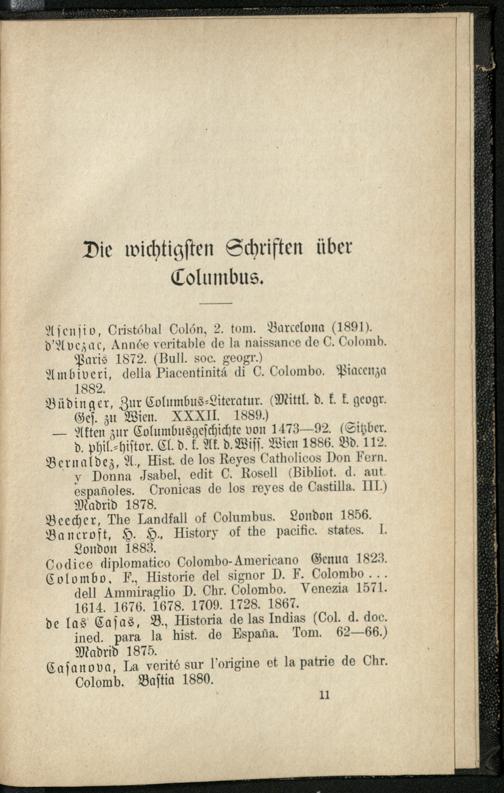 Die wichtigsten Schriften über
Columbus.
Asensio, Cristóbal Colón, 2. tom. Barcelona (1891).
d'Avezac, Année veritable de la naissance de C. Colomb.
Paris 1872. (Bull. soc. geogr.)
Ambiveri, della Piacentinitá di C. Colombo. Piacenza
1882.
Büdinger, Zur Columbus-Literatur. (Mittl. d. k. k. geogr.
Ges. zu Wien. XXXII. 1889.)
— Akten zur Columbusgeschichte von 1473—92. (Sitzber.
d. phil.-histor. Cl. d. k. Ak. d. Wiss. Wien 1886. Bd. 112.
Bernaldez, A., Hist. de los Reyes Catholicos Don Fern.
y Donna Jsabel, edit C. Rosell (Bibliot. d. aut.
españoles. Cronicas de los reyes de Castilla. III.)
Madrid 1878.
Beecher, The Landfall of Columbus. London 1856.
Bancroft, H. H., History of the pacific. states. I.
London 1883.
Codice diplomatico Colombo-Americano Genua 1823.
Colombo, F., Historie del signor D. F. Colombo ...
dell Ammiraglio D. Chr. Colombo. Venezia 1571.
1614. 1676. 1678. 1709. 1728. 1867.
de las Casas, B., Historia de las Indias (Col. d. doc.
ined. para la hist. de España. Tom. 62—66.)
Madrid 1875.
Casanova, La verité sur l'origine et la patrie de Chr.
Colomb. Bastia 1880.
11